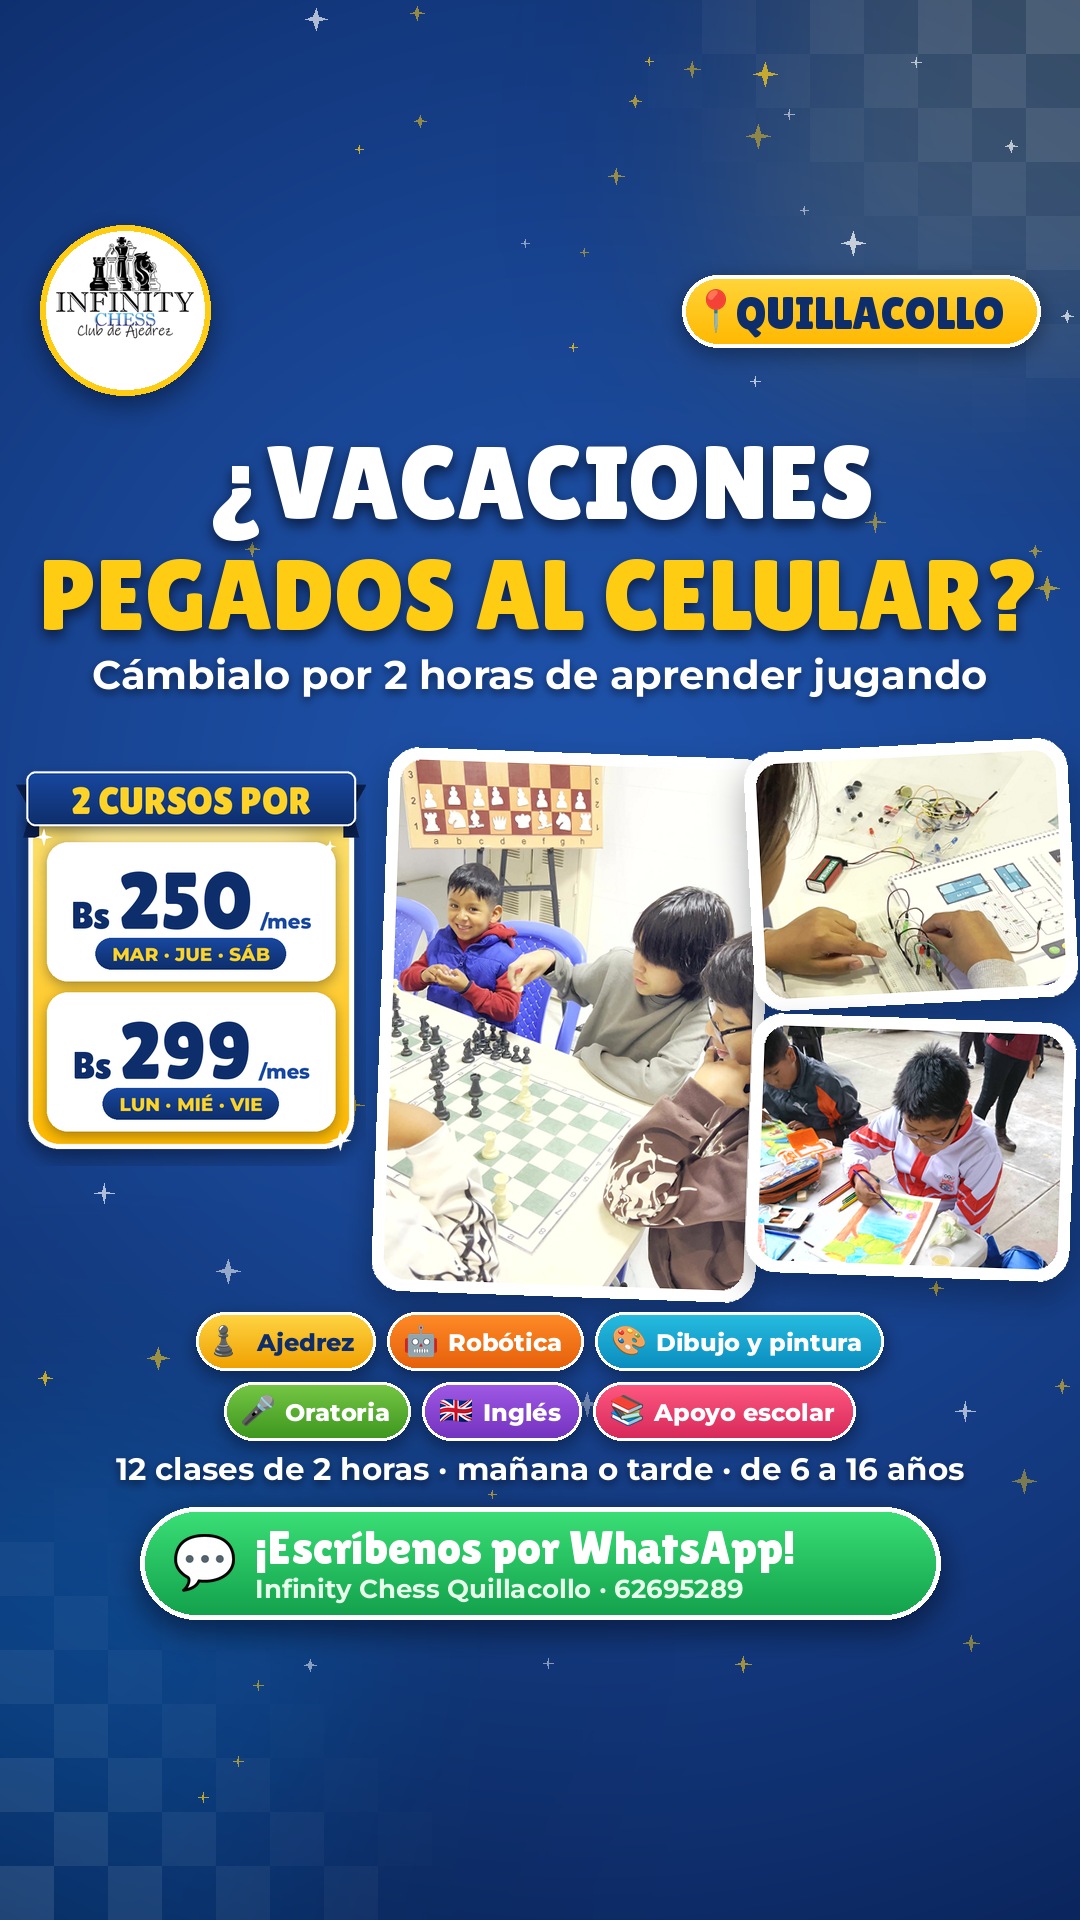 INFINITY
CHESS
Club de Ajedrez
QUILLACOLLO
¿VACACIONES
PEGADOS AL CELULAR?
Cámbialo por 2 horas de aprender jugando
2 CURSOS POR
Bs 250 /mes
MAR · JUE · SÁB
Bs 299 /mes
LUN · MIÉ · VIE
Ajedrez
Robótica
Dibujo y pintura
Oratoria
Inglés
Apoyo escolar
12 clases de 2 horas · mañana o tarde · de 6 a 16 años
¡Escríbenos por WhatsApp!
Infinity Chess Quillacollo · 62695289